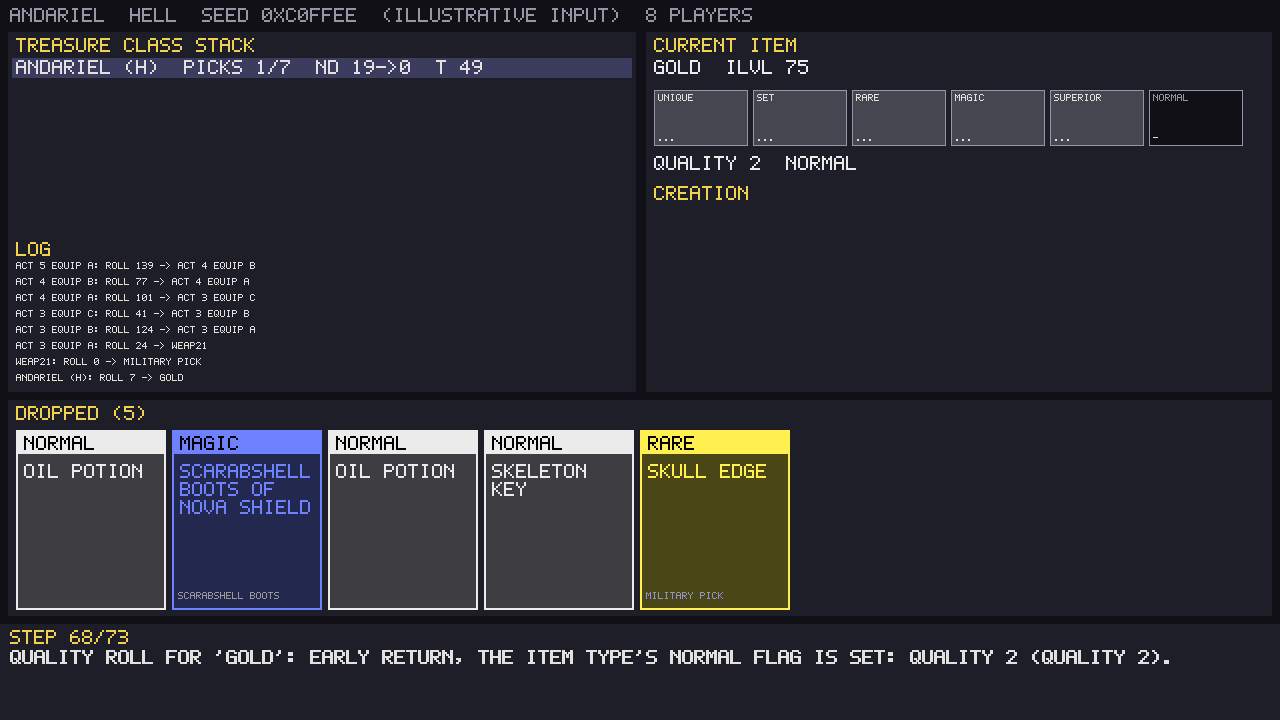 ANDARIEL HELL SEED 0XC0FFEE (ILLUSTRATIVE INPUT) 8 PLAYERS
TREASURE CLASS STACK
ANDARIEL (H) PICKS 1/7 ND 19->0 T 49
LOG
ACT 5 EQUIP A: ROLL 139 -> ACT 4 EQUIP B
ACT 4 EQUIP B: ROLL 77 -> ACT 4 EQUIP A
ACT 4 EQUIP A: ROLL 101 -> ACT 3 EQUIP C
ACT 3 EQUIP C: ROLL 41 -> ACT 3 EQUIP B
ACT 3 EQUIP B: ROLL 124 -> ACT 3 EQUIP A
ACT 3 EQUIP A: ROLL 24 -> WEAP21
WEAP21: ROLL 0 -> MILITARY PICK
ANDARIEL (H): ROLL 7 -> GOLD
CURRENT ITEM
GOLD ILVL 75
UNIQUE SET RARE MAGIC SUPERIOR NORMAL
... ... ... ... ... _
QUALITY 2 NORMAL
CREATION
DROPPED (5)
NORMAL
OIL POTION
MAGIC
SCARABSHELL
BOOTS OF
NOVA SHIELD
SCARABSHELL BOOTS
NORMAL
OIL POTION
NORMAL
SKELETON
KEY
RARE
SKULL EDGE
MILITARY PICK
STEP 68/73
QUALITY ROLL FOR 'GOLD': EARLY RETURN, THE ITEM TYPE'S NORMAL FLAG IS SET: QUALITY 2 (QUALITY 2).